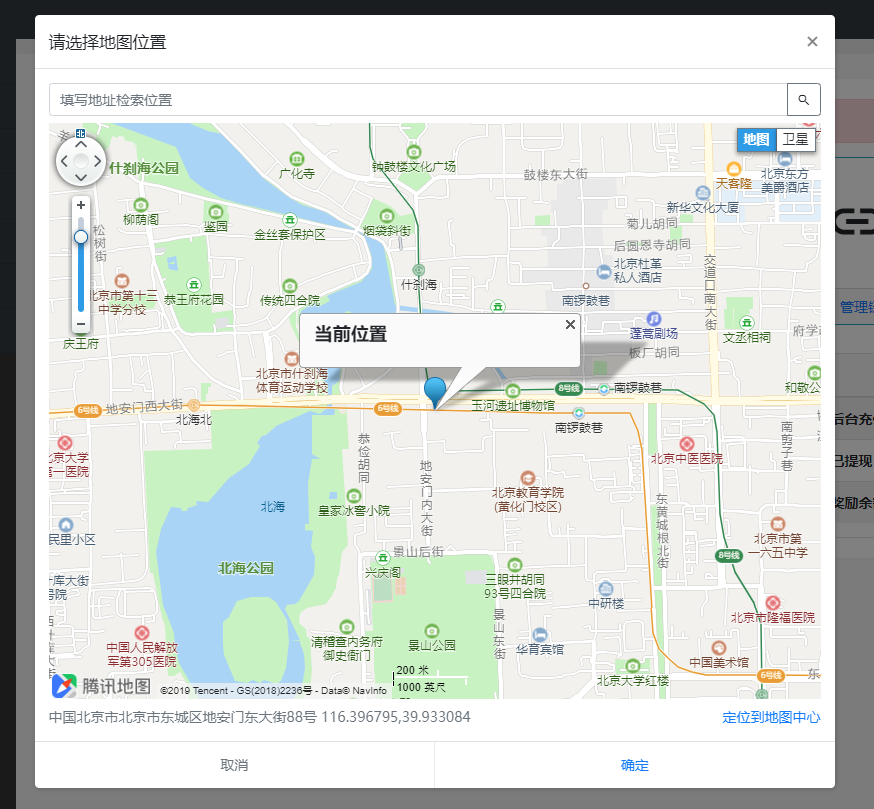 请选择地图位置
×
填写地址检索位置
地图
卫星
什刹海公园
广化寺
钟鼓楼文化广场
鼓楼东大街
天客隆
北京东方
美爵酒店
新华文化大厦
柳荫阁
鉴园
金丝套保护区
烟袋斜街
菊儿胡同
后圆恩寺胡同
松树街
北京杜革
私人酒店
交道口南大街
什刹海
北京市第十三
中学分校
恭王府花园
传统四合院
南锣鼓巷
管理
蓬蒿剧场
文丞相祠
府学
庆王府
当前位置
板厂胡同
北京市什刹海
体育运动学校
和敬公
8号线
南锣鼓巷
6号线
地安门西大街
6号线
玉河遗址博物馆
北海北
南锣鼓巷
后台充
恭俭胡同
南剪子巷
京大学
第一医院
北京中医医院
已提现
地安门内大街
北京教育学院
(黄化门校区)
北海
皇家冰窖小院
奖励余
东黄城根北街
民里小区
北京市第
一六五中学
景山后街
8号线
兴庆阁
北海公园
三眼井胡同
93号四合院
中研楼
北京市隆福医院
清稽查内务府
御史衙门
景山公园
景山东街
华育宾馆
中国人民解放
军第305医院
中国美术馆
200 米
1000 英尺
北京大学红楼
6号线
东
腾讯地图
©2019 Tencent - GS(2018)2236号 - Data© NavInfo
中国北京市北京市东城区地安门东大街88号 116.396795,39.933084
定位到地图中心
取消
确定